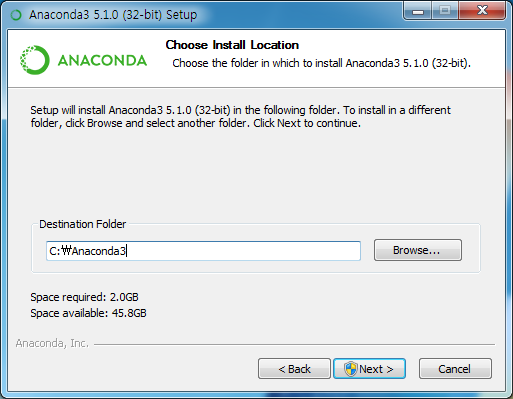 Anaconda3 5.1.0 (32-bit) Setup
ANACONDA
Choose Install Location
Choose the folder in which to install Anaconda3 5.1.0 (32-bit).
Setup will install Anaconda3 5.1.0 (32-bit) in the following folder. To install in a different
folder, click Browse and select another folder. Click Next to continue.
Destination Folder
C:₩Anaconda3
Browse...
Space required: 2.0GB
Space available: 45.8GB
Anaconda, Inc.
< Back
Next >
Cancel